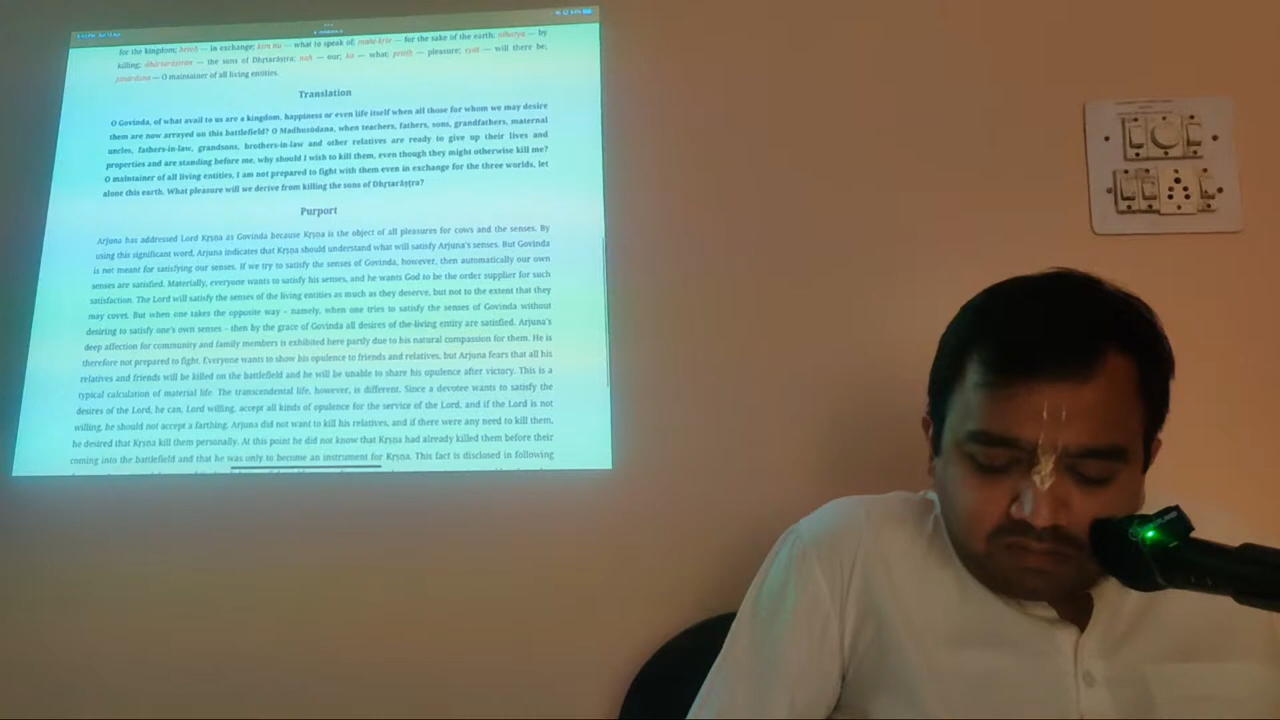 for the kingdom; hetoḥ — in exchange; kim nu — what to speak of; mahī-kṛte — for the sake of the earth; nihatya — by
killing; dhārtarāṣṭrān — the sons of Dhṛtarāṣṭra; naḥ — our; kā — what; prītiḥ — pleasure; syāt — will there be;
janārdana — O maintainer of all living entities.
Translation
O Govinda, of what avail to us are a kingdom, happiness or even life itself when all those for whom we may desire
them are now arrayed on this battlefield? O Madhusūdana, when teachers, fathers, sons, grandfathers, maternal
uncles, fathers-in-law, grandsons, brothers-in-law and other relatives are ready to give up their lives and
properties and are standing before me, why should I wish to kill them, even though they might otherwise kill me?
O maintainer of all living entities, I am not prepared to fight with them even in exchange for the three worlds, let
alone this earth. What pleasure will we derive from killing the sons of Dhṛtarāṣṭra?
Purport
Arjuna has addressed Lord Kṛṣṇa as Govinda because Kṛṣṇa is the object of all pleasures for cows and the senses. By
using this significant word, Arjuna indicates that Kṛṣṇa should understand what will satisfy Arjuna's senses. But Govinda
is not meant for satisfying our senses. If we try to satisfy the senses of Govinda, however, then automatically our own
senses are satisfied. Materially, everyone wants to satisfy his senses, and he wants God to be the order supplier for such
satisfaction. The Lord will satisfy the senses of the living entities as much as they deserve, but not to the extent that they
may covet. But when one takes the opposite way – namely, when one tries to satisfy the senses of Govinda without
desiring to satisfy one's own senses – then by the grace of Govinda all desires of the living entity are satisfied. Arjuna's
deep affection for community and family members is exhibited here partly due to his natural compassion for them. He is
therefore not prepared to fight. Everyone wants to show his opulence to friends and relatives, but Arjuna fears that all his
relatives and friends will be killed on the battlefield and he will be unable to share his opulence after victory. This is a
typical calculation of material life. The transcendental life, however, is different. Since a devotee wants to satisfy the
desires of the Lord, he can, Lord willing, accept all kinds of opulence for the service of the Lord, and if the Lord is not
willing, he should not accept a farthing. Arjuna did not want to kill his relatives, and if there were any need to kill them,
he desired that Kṛṣṇa kill them personally. At this point he did not know that Kṛṣṇa had already killed them before their
coming into the battlefield and that he was only to become an instrument for Kṛṣṇa. This fact is disclosed in following